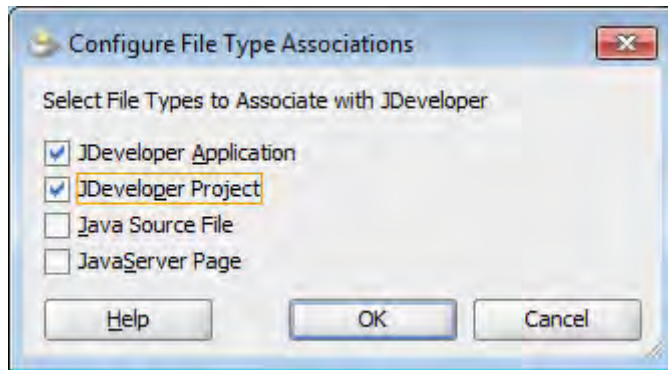 Configure File Type Associations
Select File Types to Associate with JDeveloper
JDeveloper Application
JDeveloper Project
Java Source File
JavaServer Page
Help OK Cancel